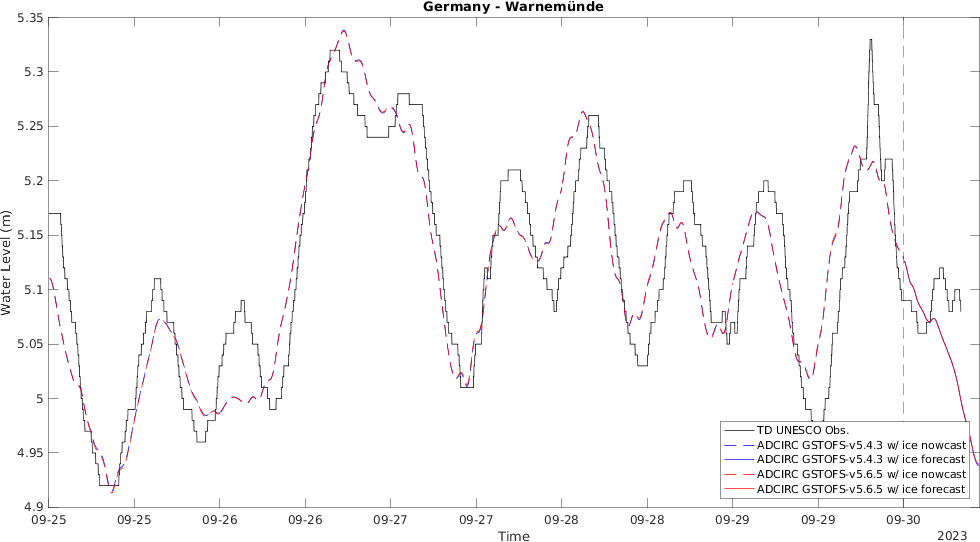 Germany - Warnemünde
5.35
5.3
5.25
5.2
5.15
5.1
5.05
5
4.95
4.9
Water Level (m)
TD UNESCO Obs.
ADCIRC GSTOFS-v5.4.3 w/ ice nowcast
ADCIRC GSTOFS-v5.4.3 w/ ice forecast
ADCIRC GSTOFS-v5.6.5 w/ ice nowcast
ADCIRC GSTOFS-v5.6.5 w/ ice forecast
09-25 09-25 09-26 09-26 09-27 09-27 09-28 09-28 09-29 09-29 09-30
Time
2023